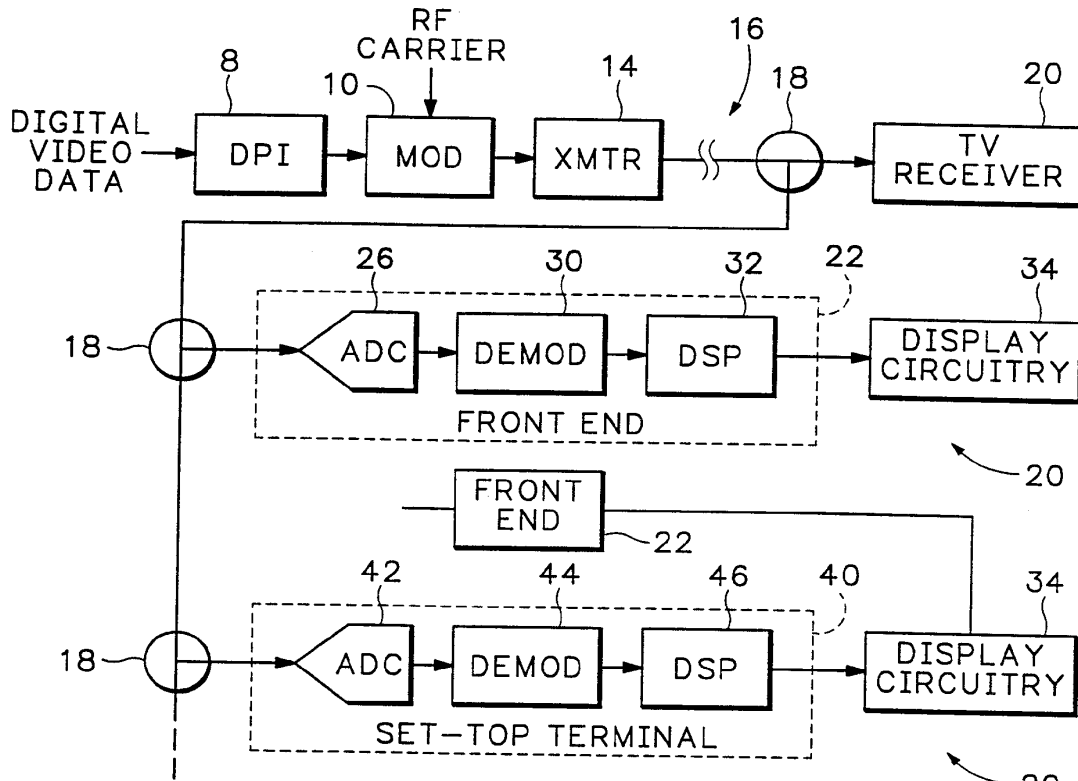 RF
CARRIER
16
8
10
14
18
20
DIGITAL
VIDEO
DATA
DPI
MOD
XMTR
TV
RECEIVER
26
30
32
22
34
18
ADC
DEMOD
DSP
DISPLAY
CIRCUITRY
FRONT END
20
FRONT
END
22
42
44
46
40
34
18
ADC
DEMOD
DSP
DISPLAY
CIRCUITRY
SET-TOP TERMINAL